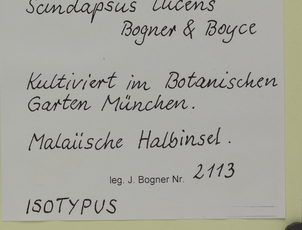 Scindapsus lucens
Bogner & Boyce
Kultiviert im Botanischen
Garten München.
Malaiische Halbinsel.
leg. J. Bogner Nr. 2113
ISOTYPUS